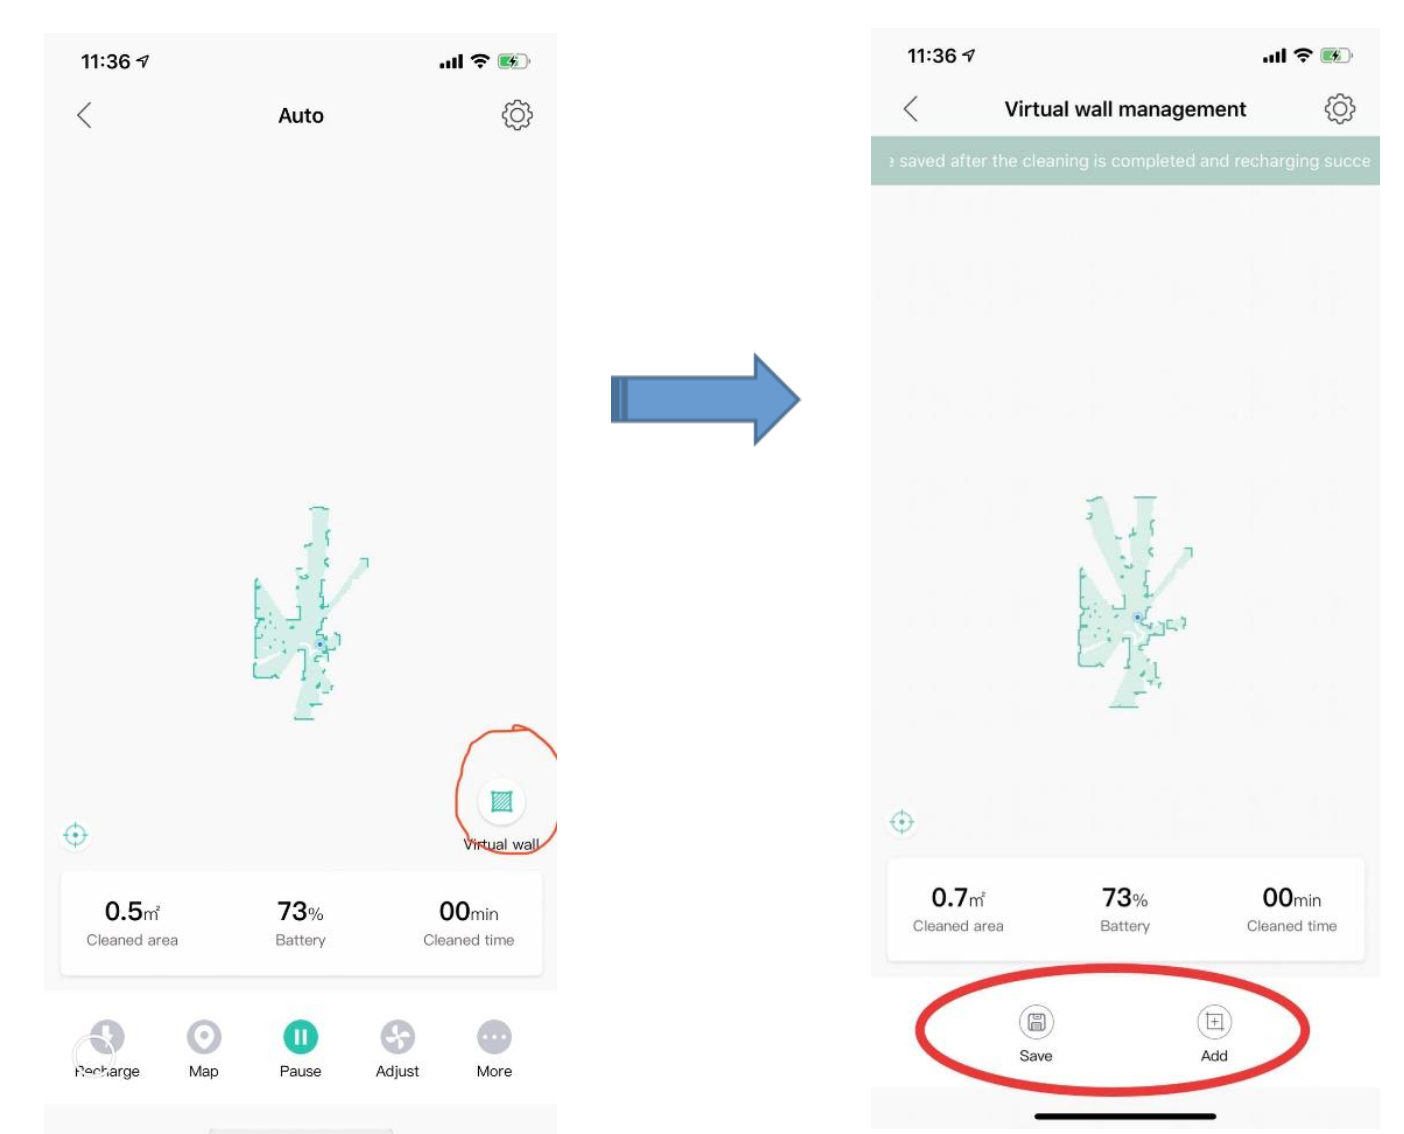 11:36
Auto
Virtual wall
0.5㎡
73%
00min
Cleaned area
Battery
Cleaned time
Recharge
Map
Pause
Adjust
More
11:36
Virtual wall management
saved after the cleaning is completed and recharging
0.7㎡
73%
00min
Cleaned area
Battery
Cleaned time
Save
Add